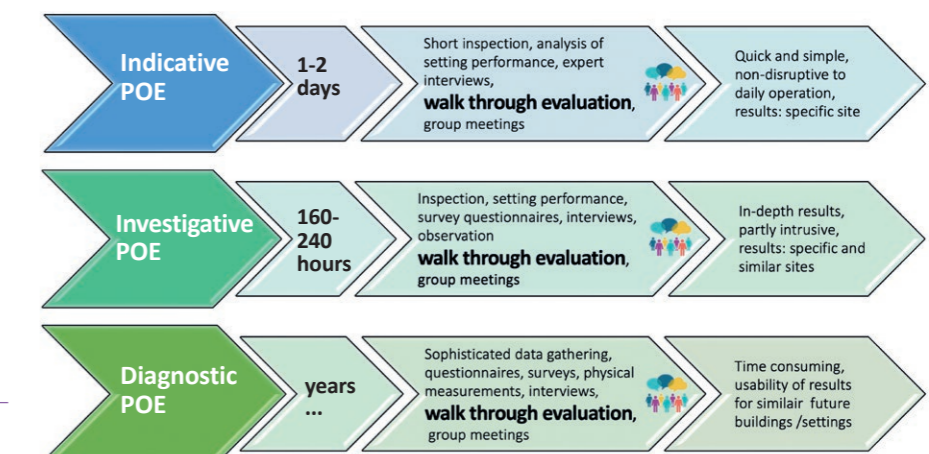 Indicative
POE
1-2
days
Short inspection, analysis of
setting performance, expert
interviews,
walk through evaluation,
group meetings
Quick and simple,
non-disruptive to
daily operation,
results: specific site
Investigative
POE
160-
240
hours
Inspection, setting performance,
survey questionnaires, interviews,
observation
walk through evaluation,
group meetings
In-depth results,
partly intrusive,
results: specific and
similar sites
Diagnostic
POE
years
...
Sophisticated data gathering,
questionnaires, surveys, physical
measurements, interviews,
walk through evaluation,
group meetings
Time consuming,
usability of results
for similair future
buildings /settings